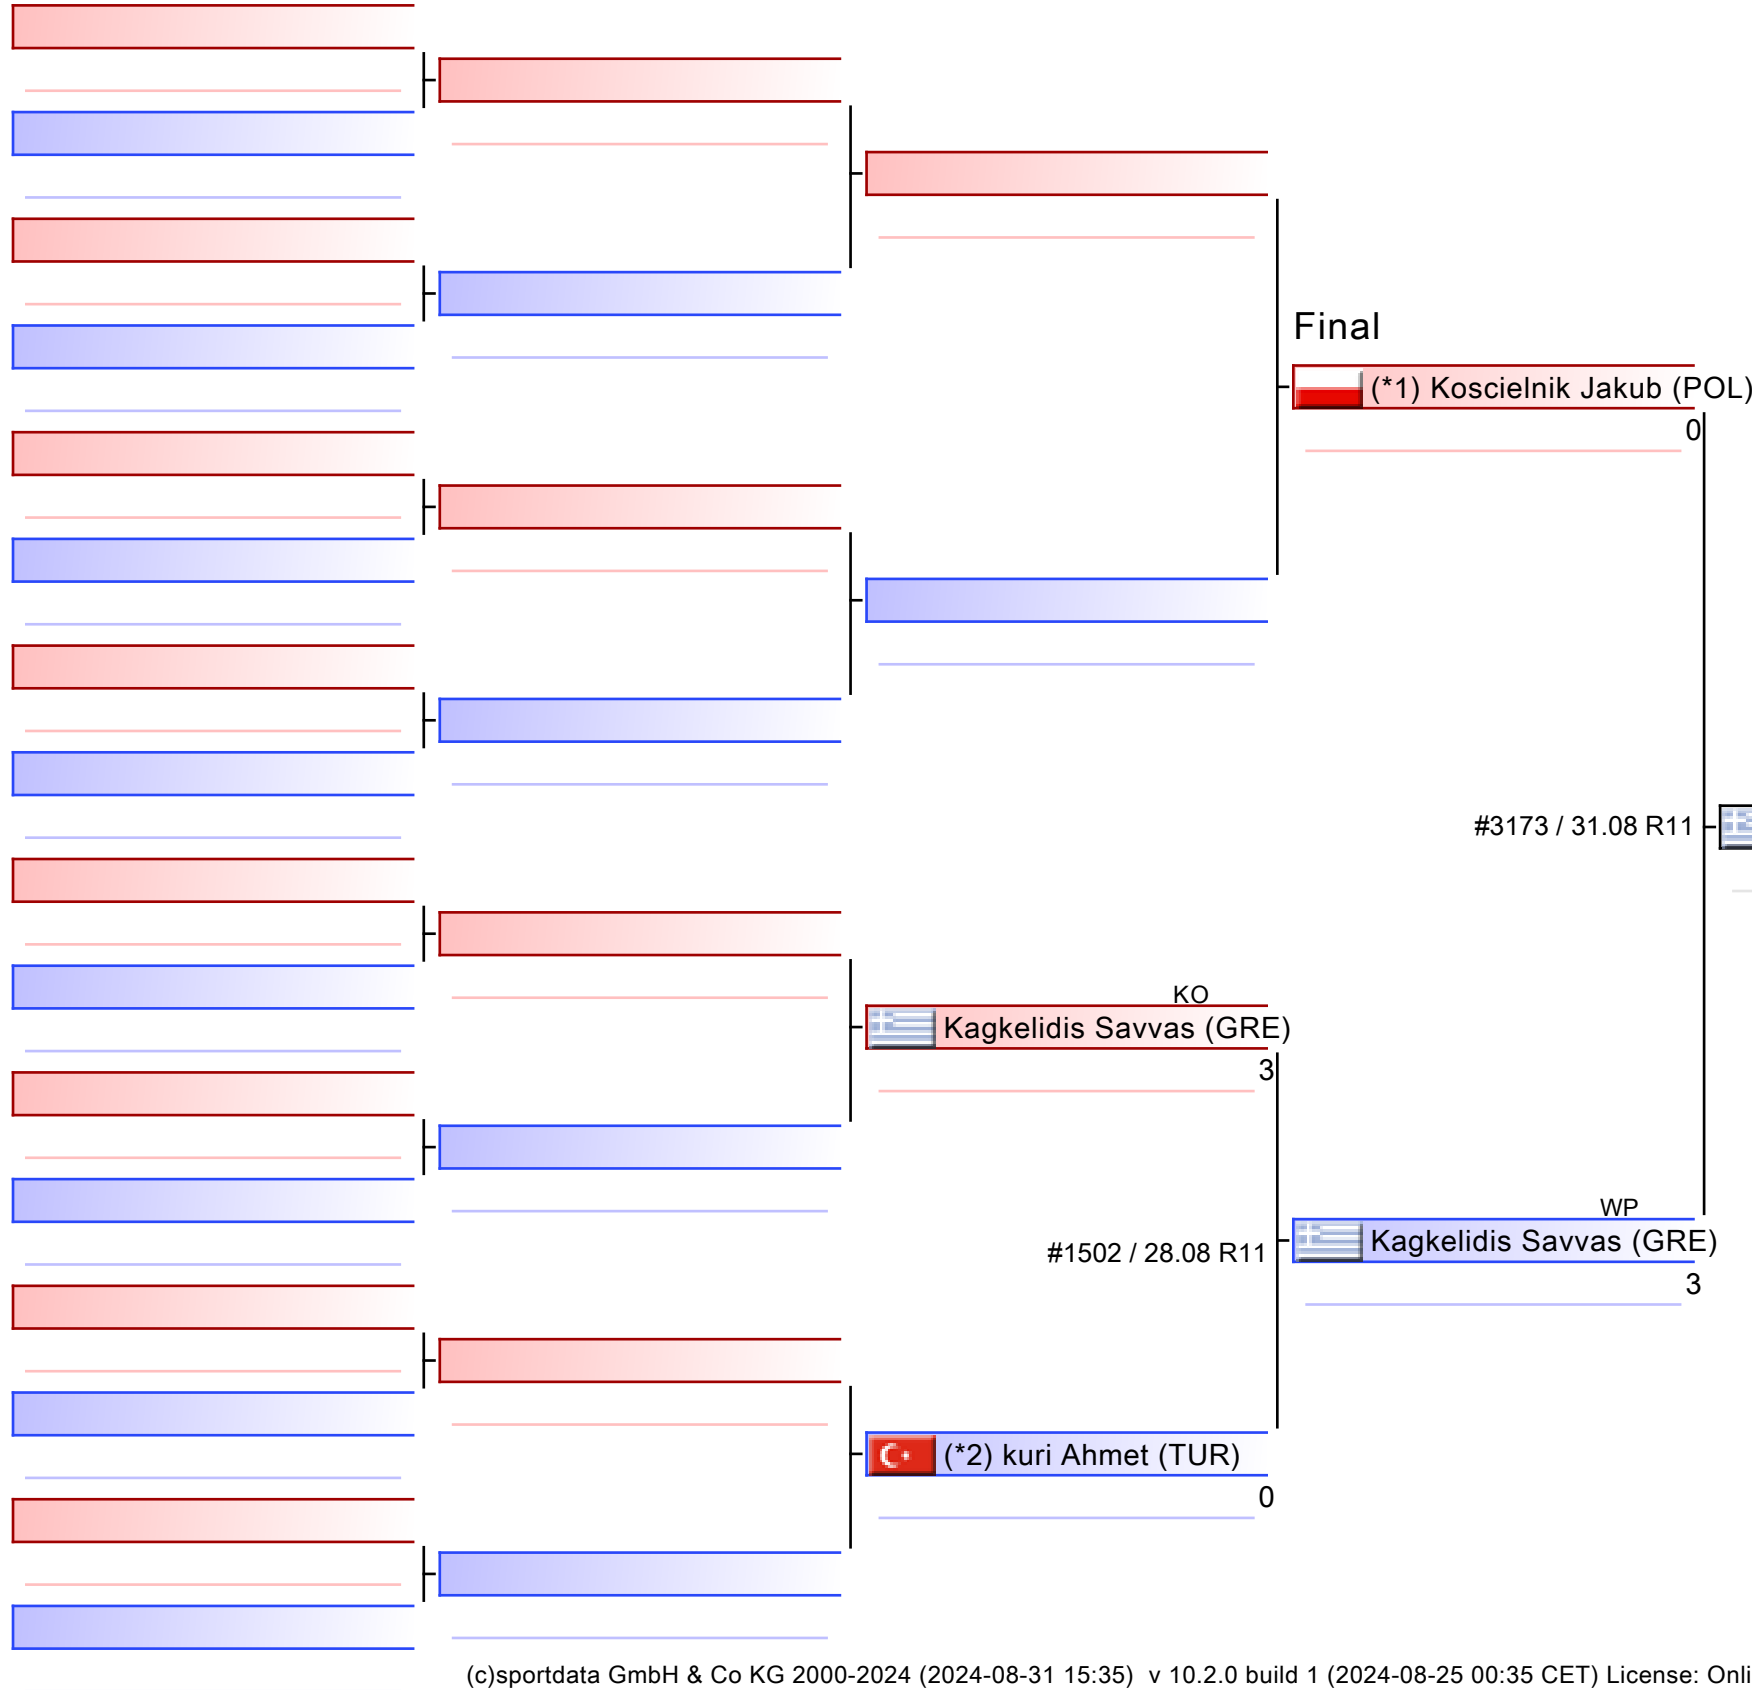 Final
(*1) Koscielnik Jakub (POL)
0
#3173 / 31.08 R11
KO
Kagkelidis Savvas (GRE)
3
WP
#1502 / 28.08 R11
Kagkelidis Savvas (GRE)
3
(*2) kuri Ahmet (TUR)
0
(c)sportdata GmbH & Co KG 2000-2024 (2024-08-31 15:35) v 10.2.0 build 1 (2024-08-25 00:35 CET) License: Onli